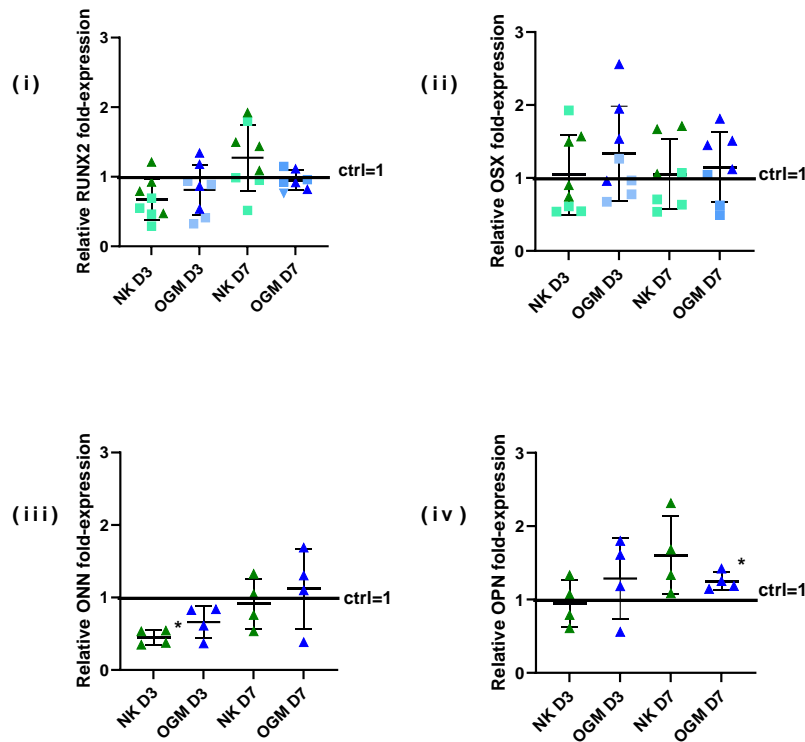 (i)
Relative RUNX2 fold-expression
3
2
1
0
ctrl=1
NK D3
OGM D3
NK D7
OGM D7
(ii)
Relative OSX fold-expression
3
2
1
0
ctrl=1
NK D3
OGM D3
NK D7
OGM D7
(iii)
Relative ONN fold-expression
3
2
1
0
*
ctrl=1
NK D3
OGM D3
NK D7
OGM D7
(iv)
Relative OPN fold-expression
3
2
1
0
*
ctrl=1
NK D3
OGM D3
NK D7
OGM D7